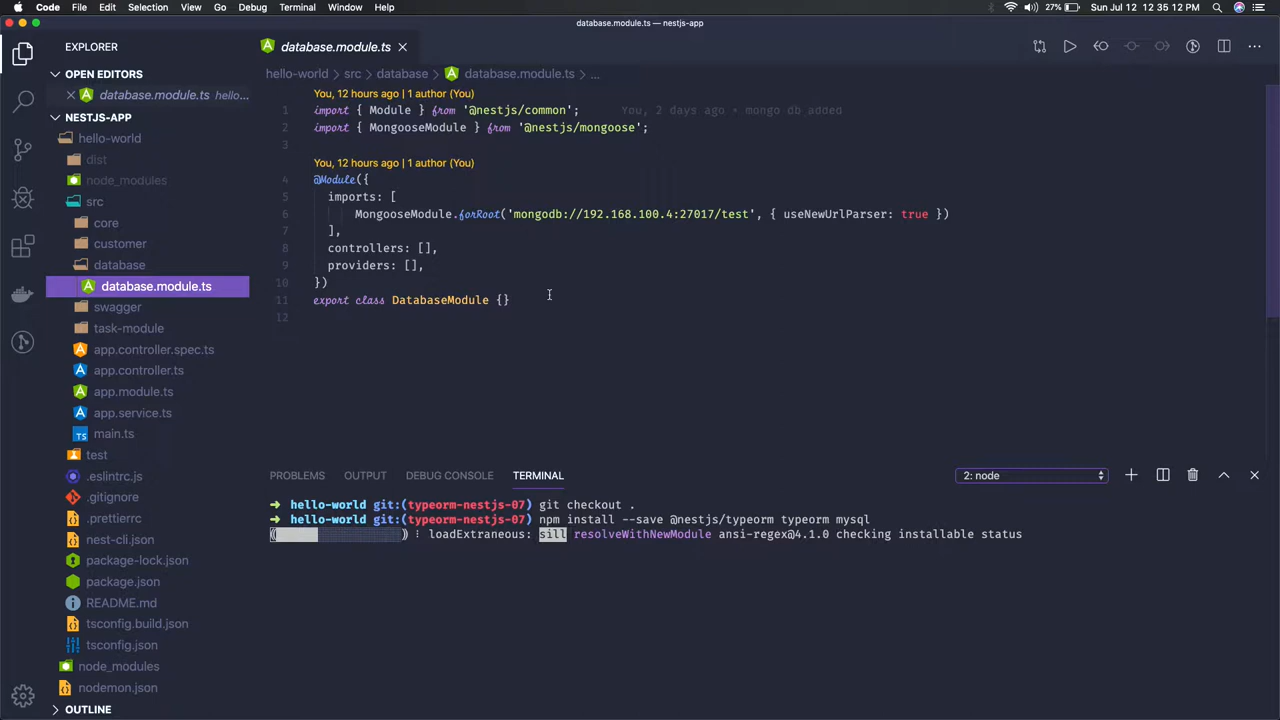 Code File Edit Selection View Go Debug Terminal Window Help 27% Sun Jul 12 12:35:12 PM
database.module.ts — nestjs-app
EXPLORER
OPEN EDITORS
database.module.ts hello...
NESTJS-APP
hello-world
dist
node_modules
src
core
customer
database
database.module.ts
swagger
task-module
app.controller.spec.ts
app.controller.ts
app.module.ts
app.service.ts
main.ts
test
.eslintrc.js
.gitignore
.prettierrc
nest-cli.json
package-lock.json
package.json
README.md
tsconfig.build.json
tsconfig.json
node_modules
nodemon.json
OUTLINE
database.module.ts
hello-world > src > database > database.module.ts > ...
You, 12 hours ago | 1 author (You)
1 import { Module } from '@nestjs/common'; You, 2 days ago • mongo db added
2 import { MongooseModule } from '@nestjs/mongoose';
3
You, 12 hours ago | 1 author (You)
4 @Module({
5 imports: [
6 MongooseModule.forRoot('mongodb://192.168.100.4:27017/test', { useNewUrlParser: true })
7 ],
8 controllers: [],
9 providers: [],
10 })
11 export class DatabaseModule {}
12
PROBLEMS OUTPUT DEBUG CONSOLE TERMINAL 2: node
➜ hello-world git:(typeorm-nestjs-07) git checkout .
➜ hello-world git:(typeorm-nestjs-07) npm install --save @nestjs/typeorm typeorm mysql
( ) ⸽ loadExtraneous: sill resolveWithNewModule ansi-regex@4.1.0 checking installable status